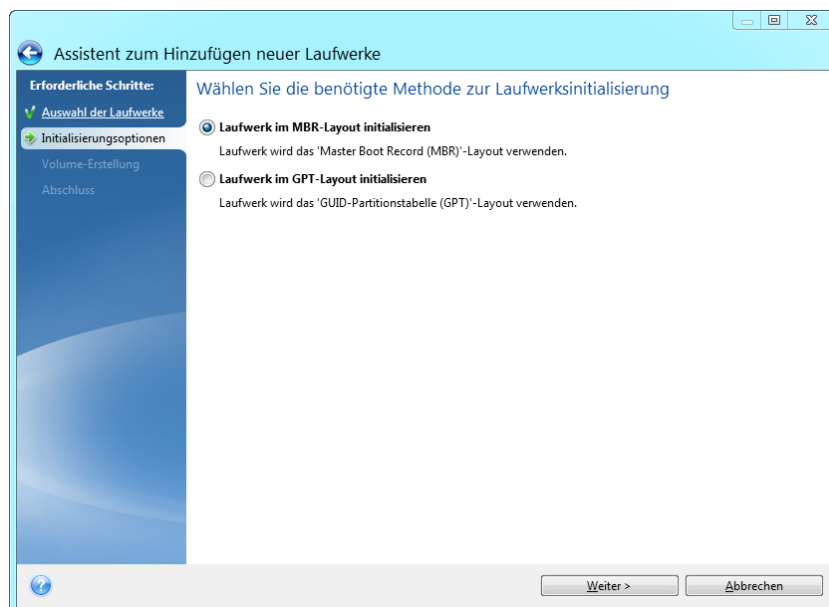 Assistent zum Hinzufügen neuer Laufwerke
Erforderliche Schritte:
Auswahl der Laufwerke
Initialisierungsoptionen
Volume-Erstellung
Abschluss
Wählen Sie die benötigte Methode zur Laufwerksinitialisierung
Laufwerk im MBR-Layout initialisieren
Laufwerk wird das 'Master Boot Record (MBR)'-Layout verwenden.
Laufwerk im GPT-Layout initialisieren
Laufwerk wird das 'GUID-Partitionstabelle (GPT)'-Layout verwenden.
?
Weiter >
Abbrechen